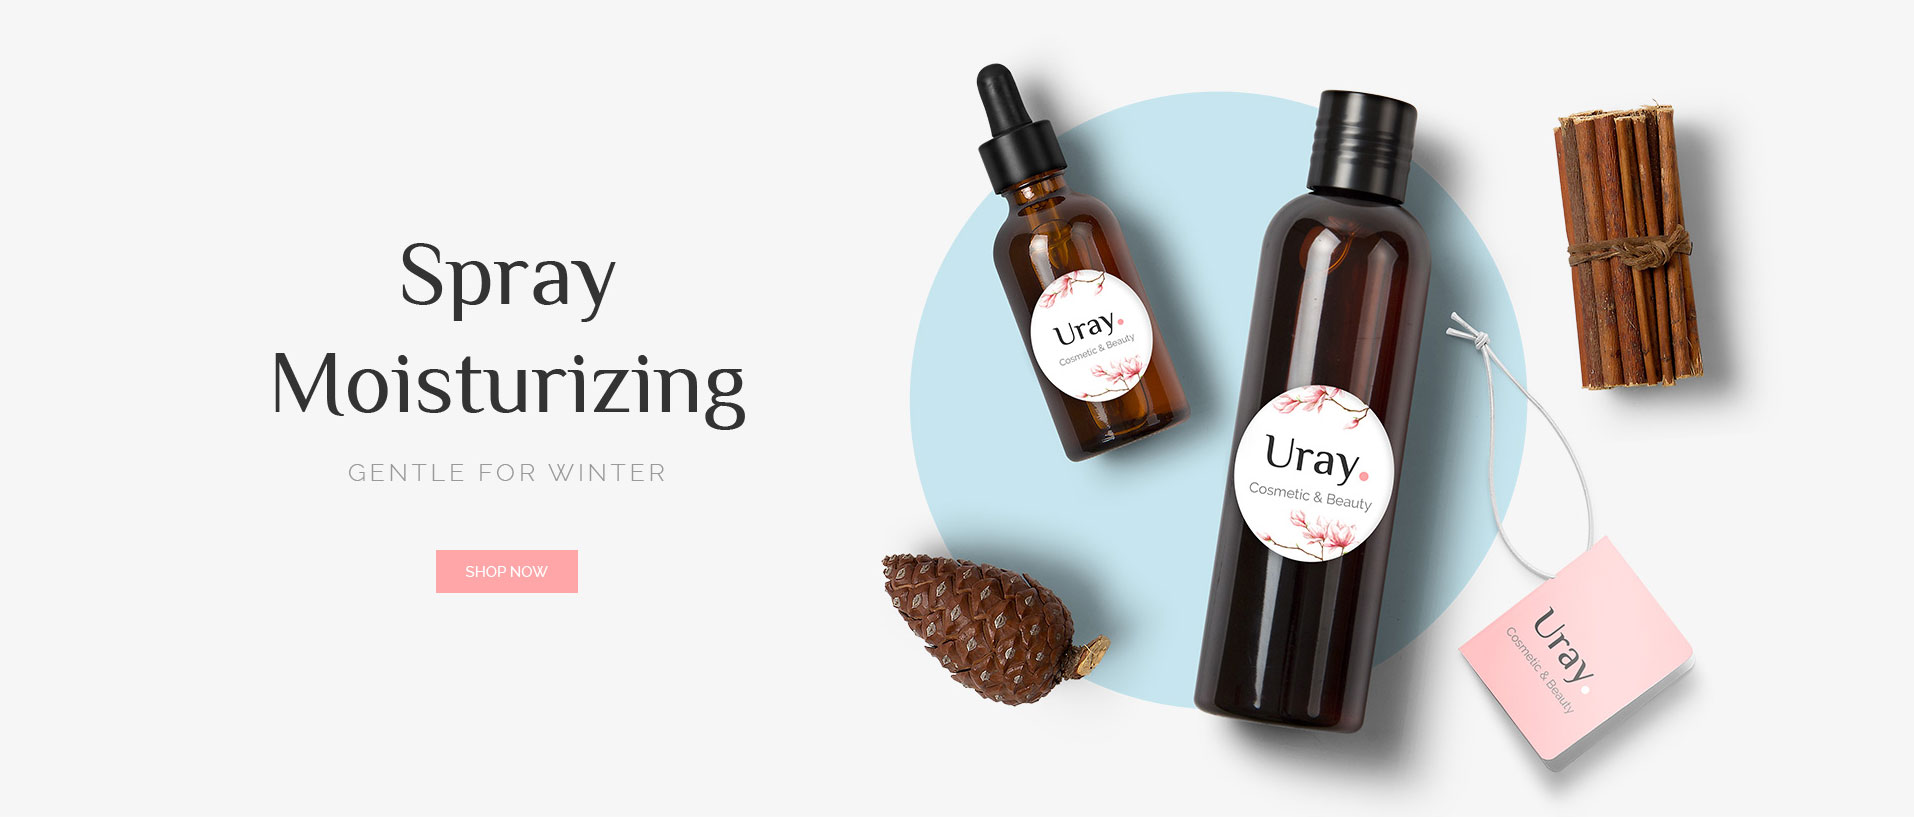 Spray
Moisturizing
GENTLE FOR WINTER
SHOP NOW
Uray.
Cosmetic & Beauty
Uray.
Cosmetic & Beauty
Uray.
Cosmetic & Beauty